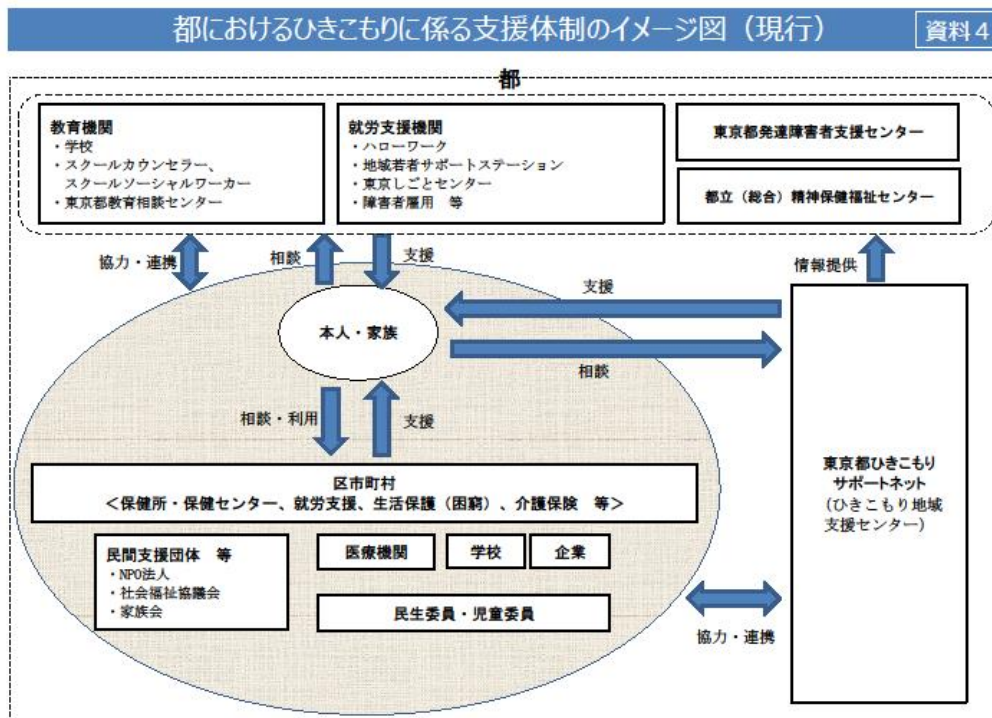 都におけるひきこもりに係る支援体制のイメージ図（現行）
資料４
都
教育機関
・学校
・スクールカウンセラー、
スクールソーシャルワーカー
・東京都教育相談センター
就労支援機関
・ハローワーク
・地域若者サポートステーション
・東京しごとセンター
・障害者雇用　等
東京都発達障害者支援センター
都立（総合）精神保健福祉センター
協力・連携
相談
支援
情報提供
支援
本人・家族
相談
相談・利用
支援
区市町村
＜保健所・保健センター、就労支援、生活保護（困窮）、介護保険　等＞
民間支援団体　等
・NPO法人
・社会福祉協議会
・家族会
医療機関
学校
企業
民生委員・児童委員
東京都ひきこもり
サポートネット
（ひきこもり地域
支援センター）
協力・連携